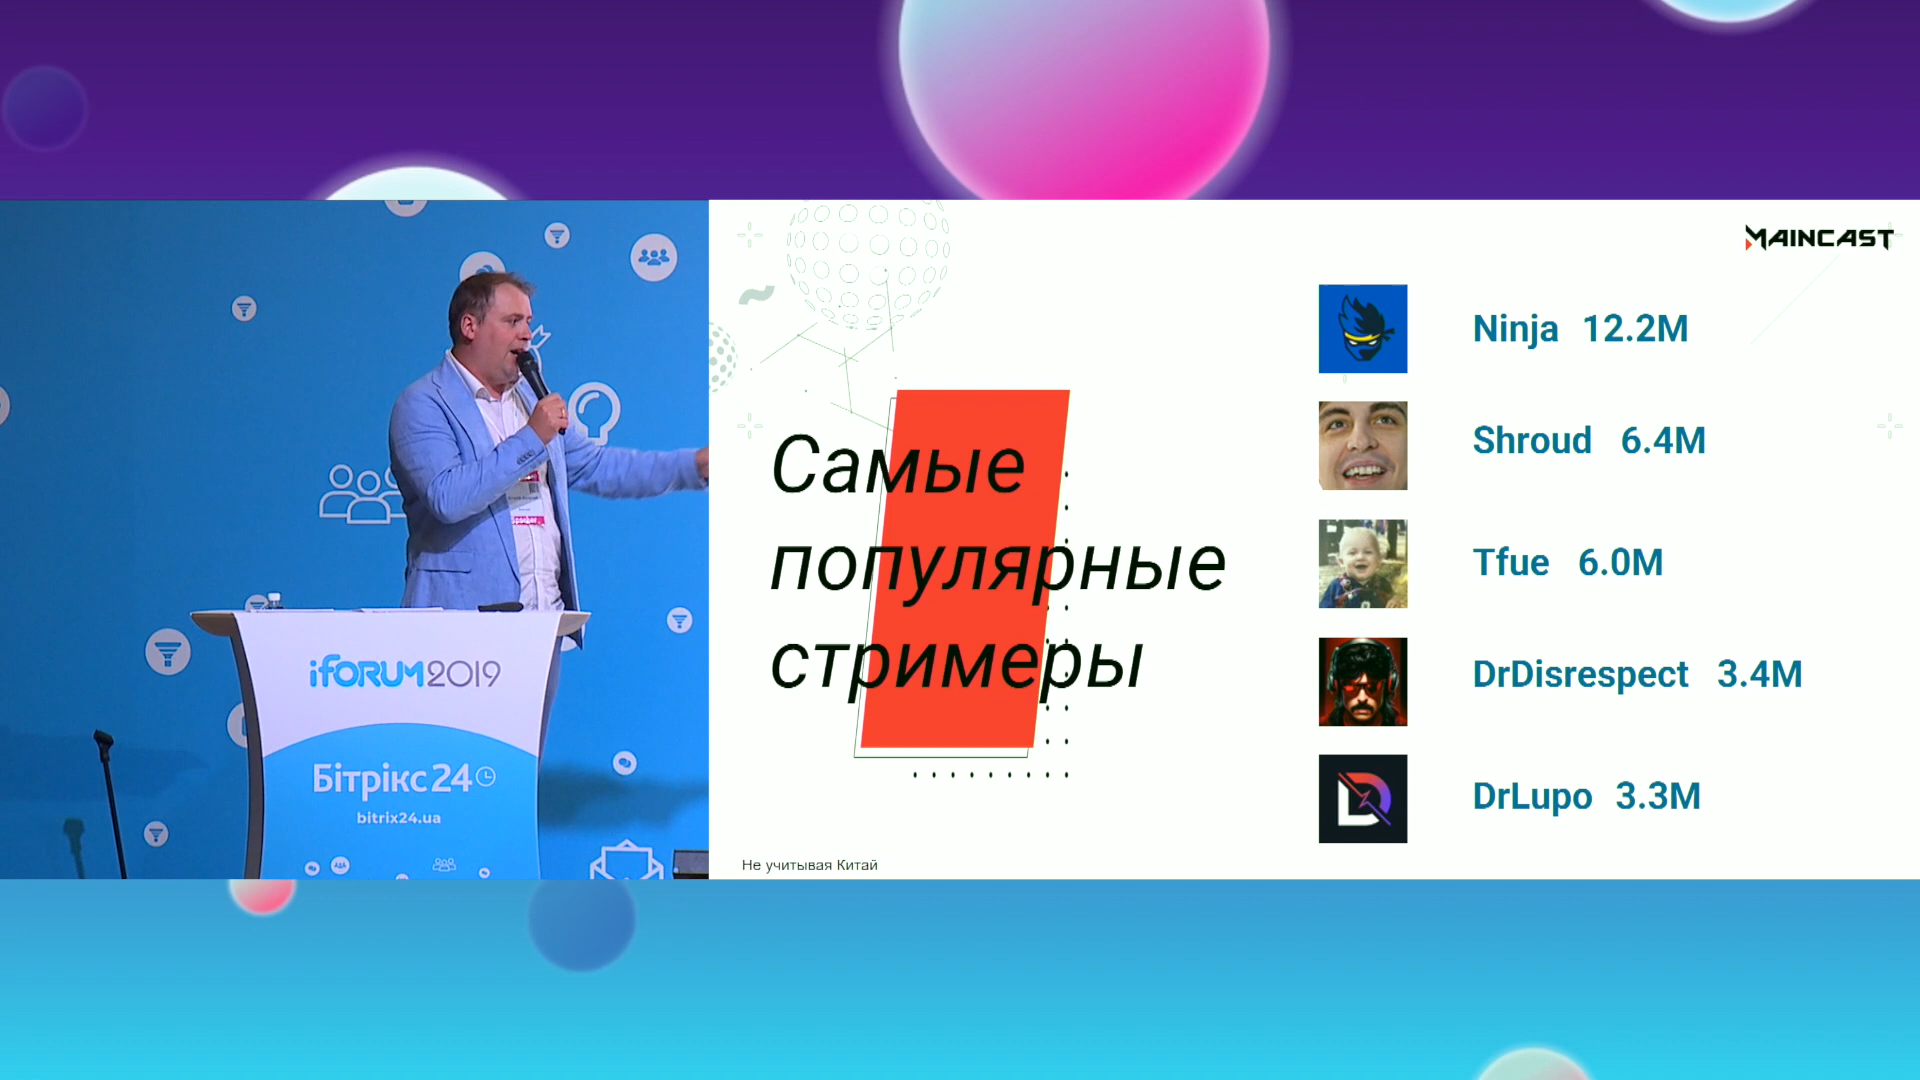 MAINCAST
Самые
популярные
стримеры
Ninja 12.2M
Shroud 6.4M
Tfue 6.0M
DrDisrespect 3.4M
DrLupo 3.3M
Не учитывая Китай
iFORUM2019
Бітрікс24
bitrix24.ua